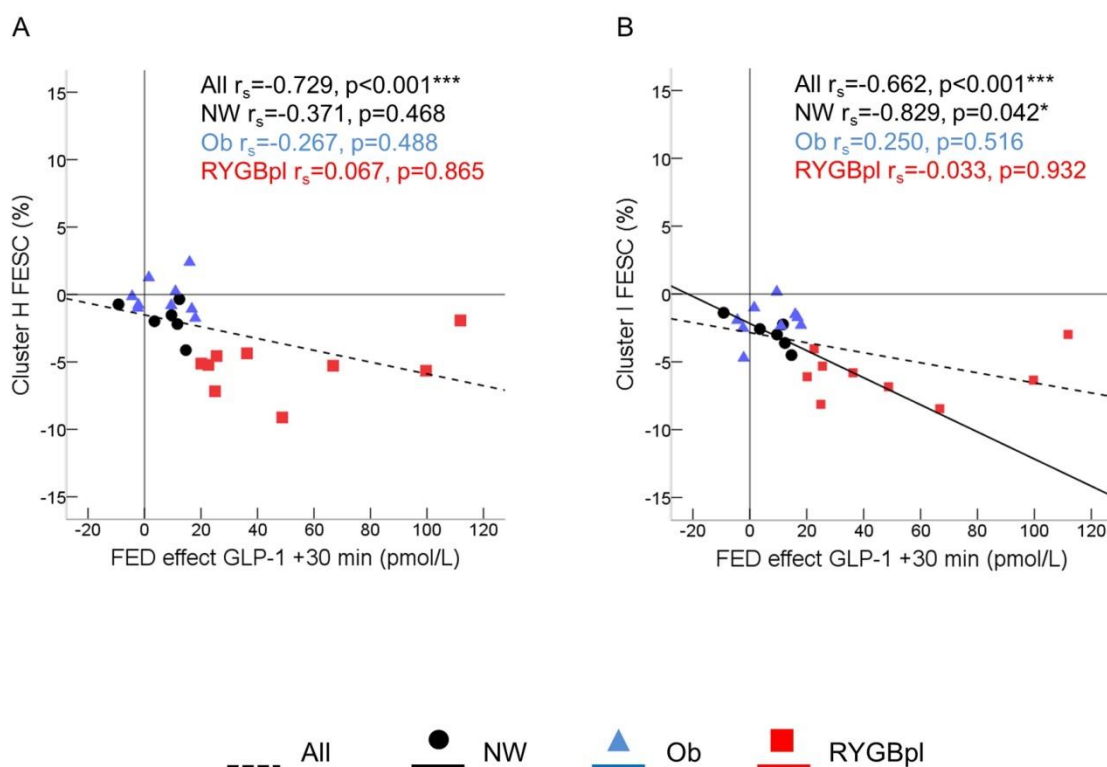 A
All rs=-0.729, p<0.001***
NW rs=-0.371, p=0.468
Ob rs=-0.267, p=0.488
RYGBpl rs=0.067, p=0.865
Cluster H FESC (%)
15
10
5
0
-5
-10
-15
-20 0 20 40 60 80 100 120
FED effect GLP-1 +30 min (pmol/L)
B
All rs=-0.662, p<0.001***
NW rs=-0.829, p=0.042*
Ob rs=0.250, p=0.516
RYGBpl rs=-0.033, p=0.932
Cluster I FESC (%)
15
10
5
0
-5
-10
-15
-20 0 20 40 60 80 100 120
FED effect GLP-1 +30 min (pmol/L)
All NW Ob RYGBpl